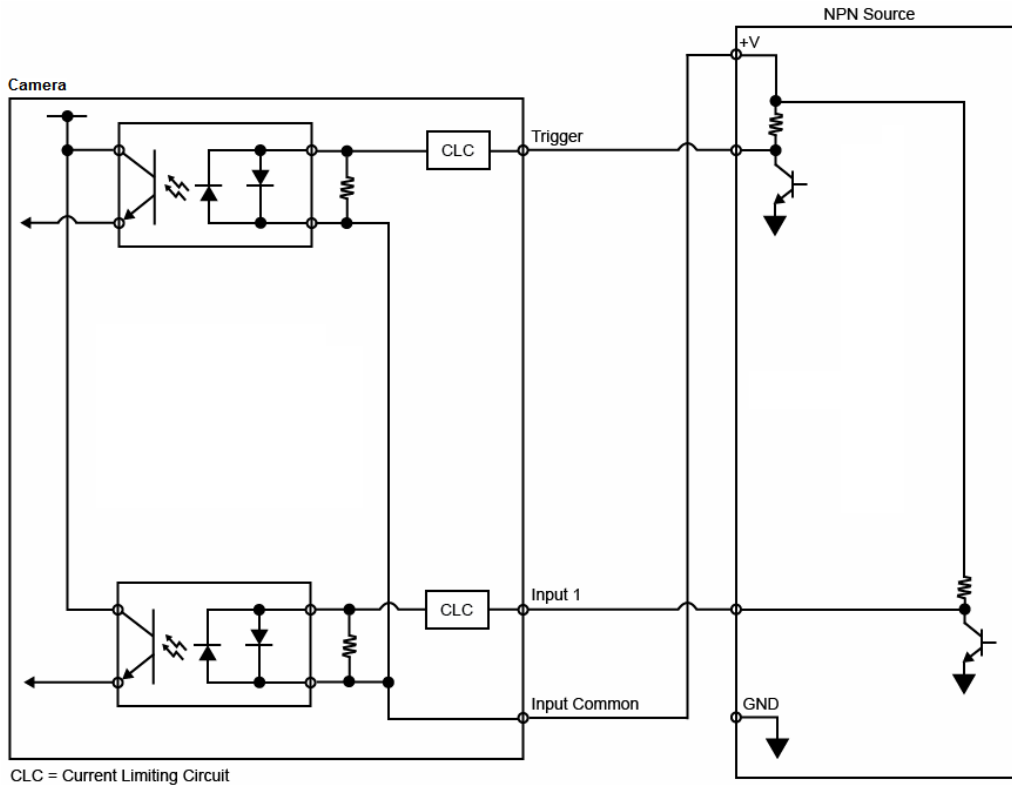 NPN Source
+V
Camera
CLC
Trigger
CLC
Input 1
Input Common
GND
CLC = Current Limiting Circuit